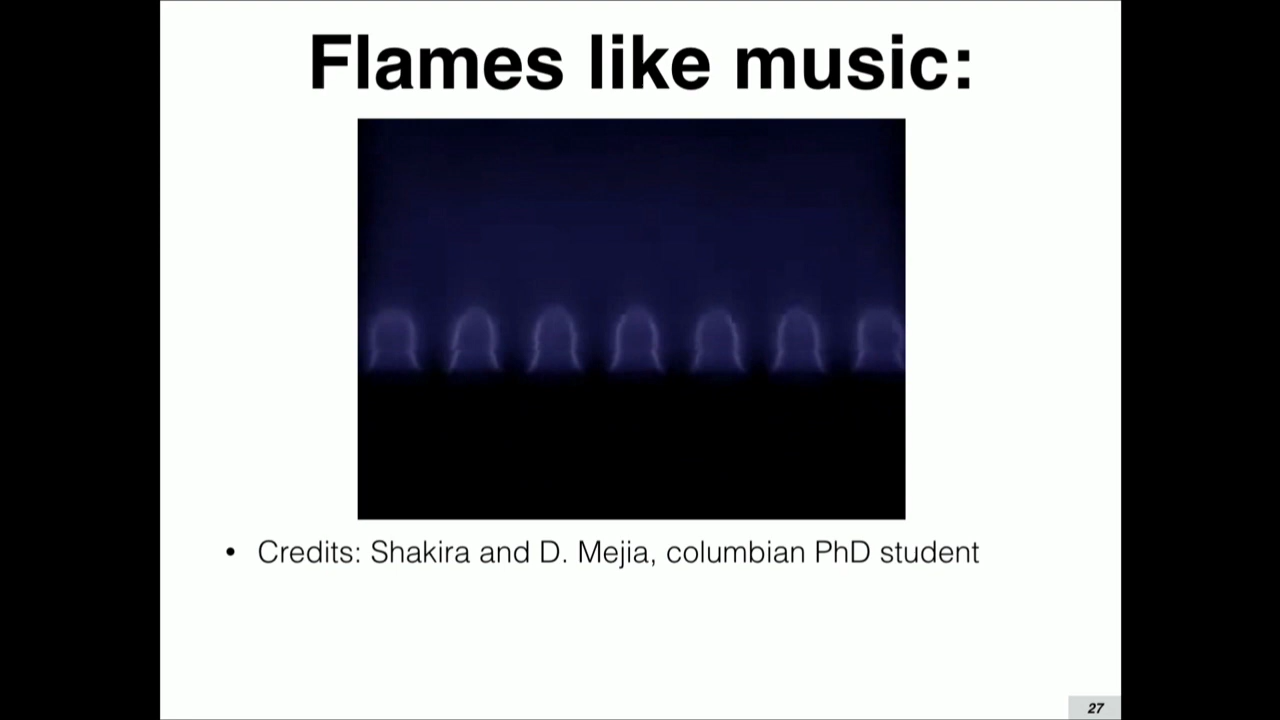 Flames like music:
• Credits: Shakira and D. Mejia, columbian PhD student
27